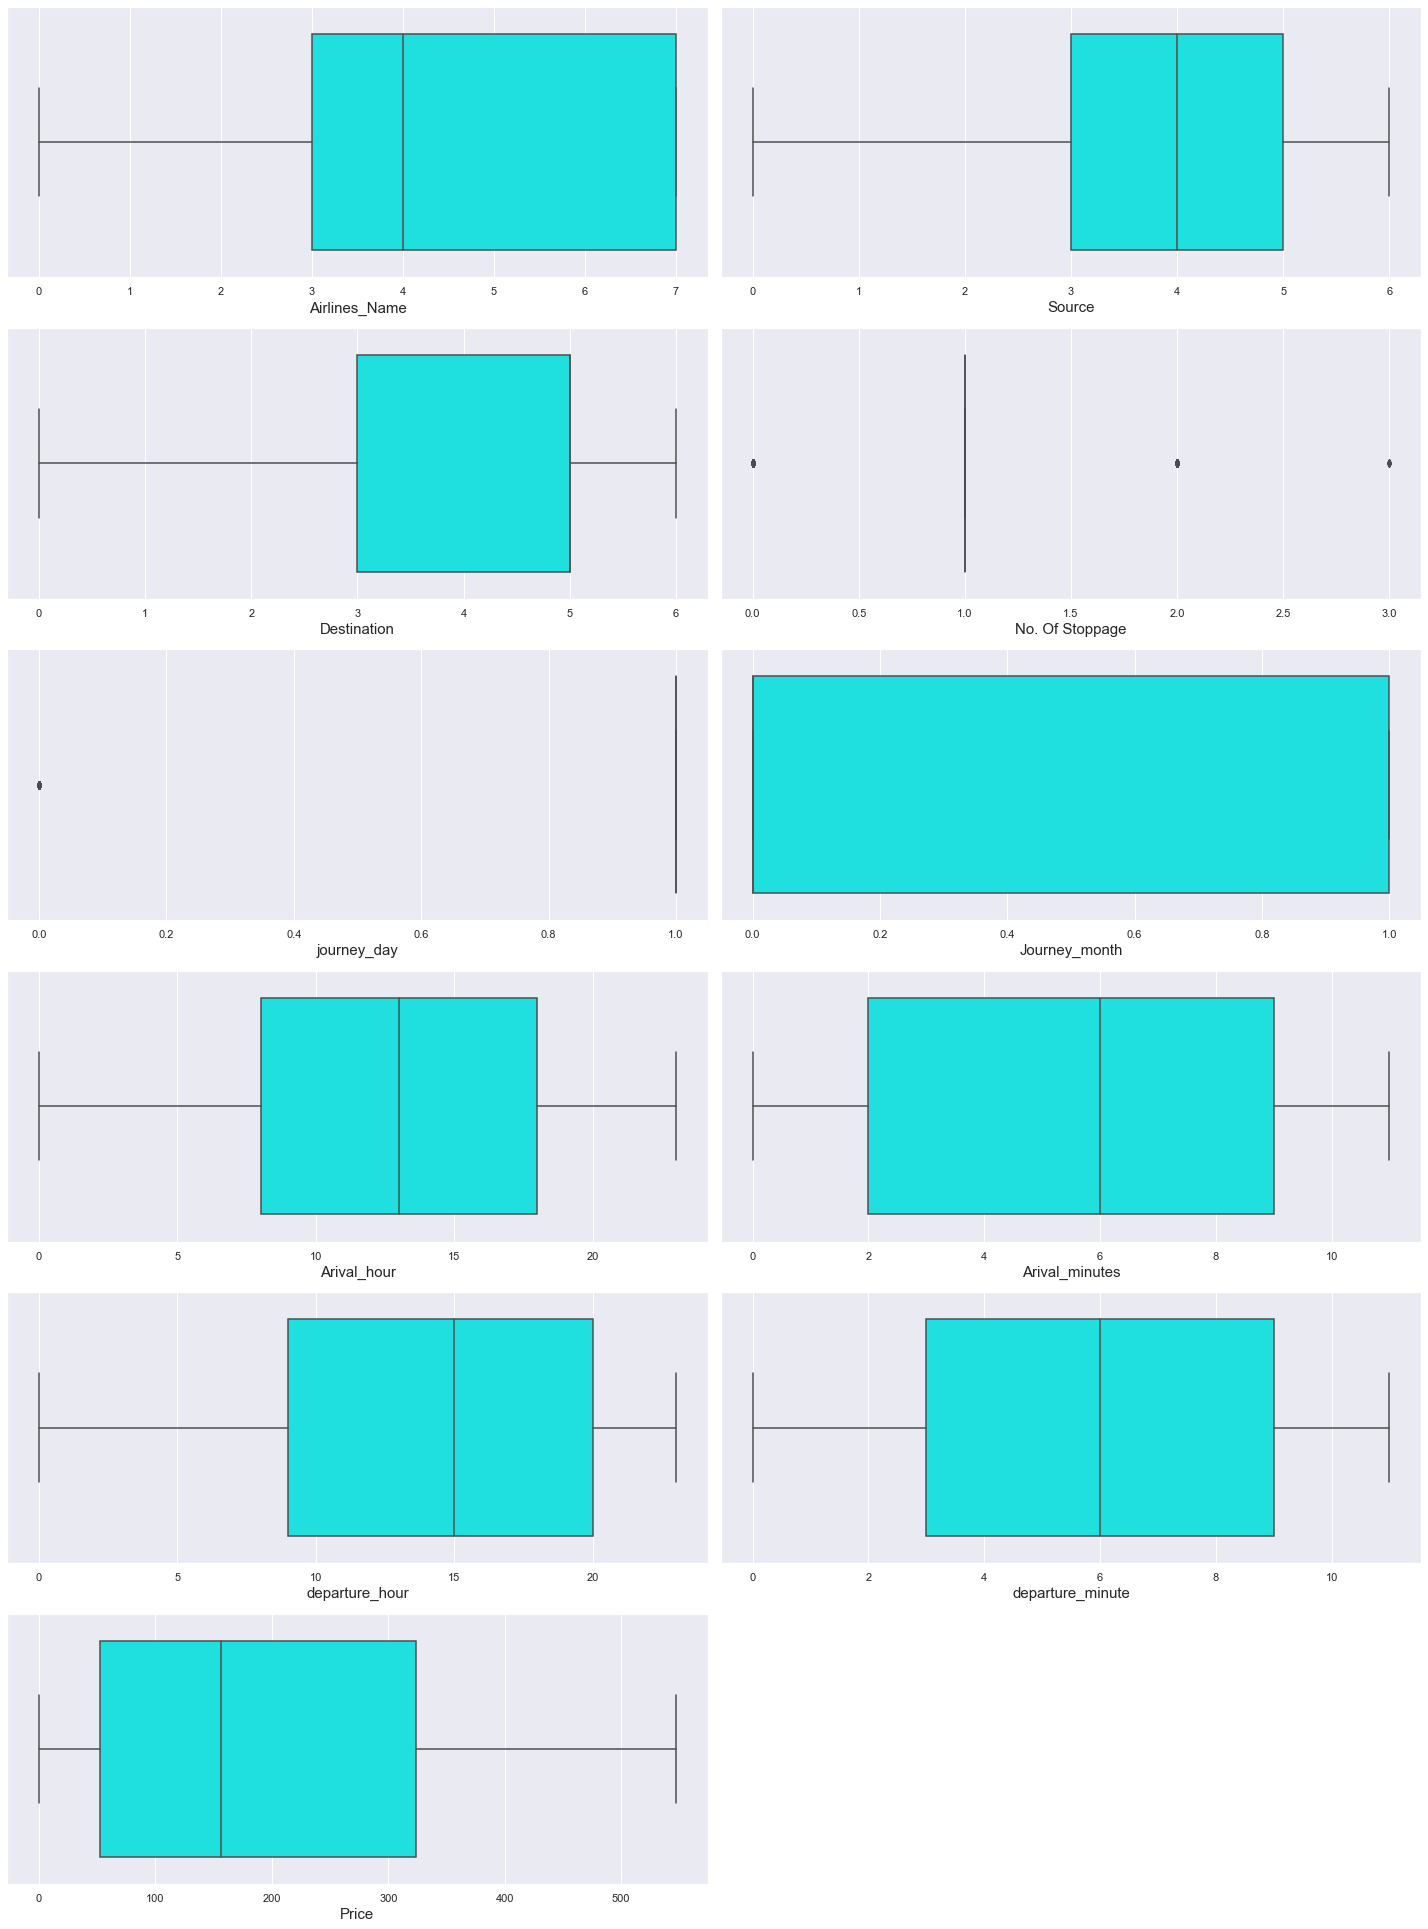 0 1 2 3 4 5 6 7
Airlines_Name
0 1 2 3 4 5 6
Source
0 1 2 3 4 5 6
Destination
0.0 0.5 1.0 1.5 2.0 2.5 3.0
No. Of Stoppage
0.0 0.2 0.4 0.6 0.8 1.0
journey_day
0.0 0.2 0.4 0.6 0.8 1.0
Journey_month
0 5 10 15 20
Arival_hour
0 2 4 6 8 10
Arival_minutes
0 5 10 15 20
departure_hour
0 2 4 6 8 10
departure_minute
0 100 200 300 400 500
Price